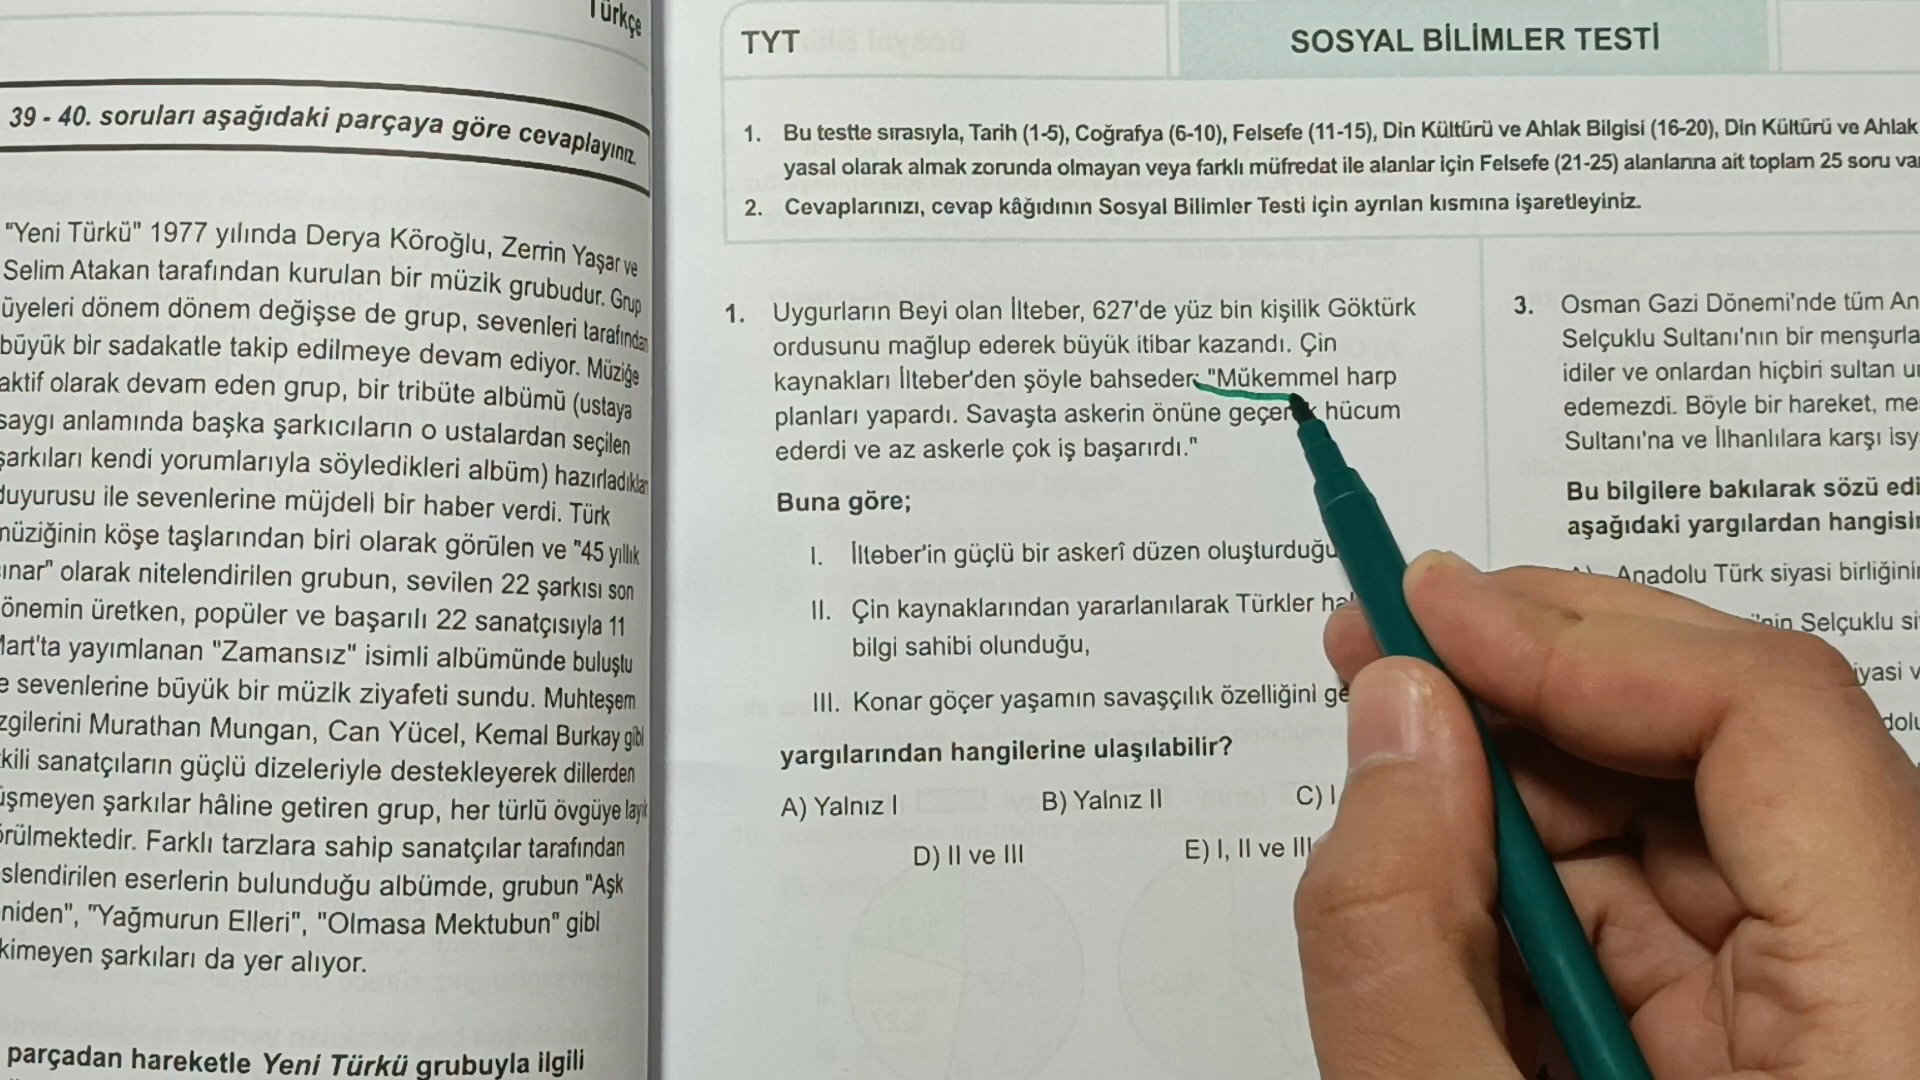 Türkçe
39 - 40. soruları aşağıdaki parçaya göre cevaplayınız.
"Yeni Türkü" 1977 yılında Derya Köroğlu, Zerrin Yaşar ve
Selim Atakan tarafından kurulan bir müzik grubudur. Grup
üyeleri dönem dönem değişse de grup, sevenleri tarafından
büyük bir sadakatle takip edilmeye devam ediyor. Müziğe
aktif olarak devam eden grup, bir tribüte albümü (ustaya
saygı anlamında başka şarkıcıların o ustalardan seçilen
şarkıları kendi yorumlarıyla söyledikleri albüm) hazırladıkları
duyurusu ile sevenlerine müjdeli bir haber verdi. Türk
müziğinin köşe taşlarından biri olarak görülen ve "45 yıllık
ınar" olarak nitelendirilen grubun, sevilen 22 şarkısı son
önemin üretken, popüler ve başarılı 22 sanatçısıyla 11
Mart'ta yayımlanan "Zamansız" isimli albümünde buluştu
e sevenlerine büyük bir müzik ziyafeti sundu. Muhteşem
zgilerini Murathan Mungan, Can Yücel, Kemal Burkay gibi
kili sanatçıların güçlü dizeleriyle destekleyerek dillerden
üşmeyen şarkılar hâline getiren grup, her türlü övgüye layık
örülmektedir. Farklı tarzlara sahip sanatçılar tarafından
slendirilen eserlerin bulunduğu albümde, grubun "Aşk
niden", "Yağmurun Elleri", "Olmasa Mektubun" gibi
kimeyen şarkıları da yer alıyor.
parçadan hareketle Yeni Türkü grubuyla ilgili
TYT
SOSYAL BİLİMLER TESTİ
1. Bu testte sırasıyla, Tarih (1-5), Coğrafya (6-10), Felsefe (11-15), Din Kültürü ve Ahlak Bilgisi (16-20), Din Kültürü ve Ahlak
yasal olarak almak zorunda olmayan veya farklı müfredat ile alanlar için Felsefe (21-25) alanlarına ait toplam 25 soru va
2. Cevaplarınızı, cevap kâğıdının Sosyal Bilimler Testi için ayrılan kısmına işaretleyiniz.
1. Uygurların Beyi olan İlteber, 627'de yüz bin kişilik Göktürk
ordusunu mağlup ederek büyük itibar kazandı. Çin
kaynakları İlteber'den şöyle bahseder: "Mükemmel harp
planları yapardı. Savaşta askerin önüne geçerek hücum
ederdi ve az askerle çok iş başarırdı."
Buna göre;
I. İlteber'in güçlü bir askerî düzen oluşturduğu
II. Çin kaynaklarından yararlanılarak Türkler ha
bilgi sahibi olunduğu,
III. Konar göçer yaşamın savaşçılık özelliğini ge
yargılarından hangilerine ulaşılabilir?
A) Yalnız I B) Yalnız II C) I
D) II ve III E) I, II ve III
3. Osman Gazi Dönemi'nde tüm An
Selçuklu Sultanı'nın bir menşurla
idiler ve onlardan hiçbiri sultan u
edemezdi. Böyle bir hareket, me
Sultanı'na ve İlhanlılara karşı isy
Bu bilgilere bakılarak sözü edi
aşağıdaki yargılardan hangisi
Anadolu Türk siyasi birliğini
'nin Selçuklu si
iyasi v
dolu